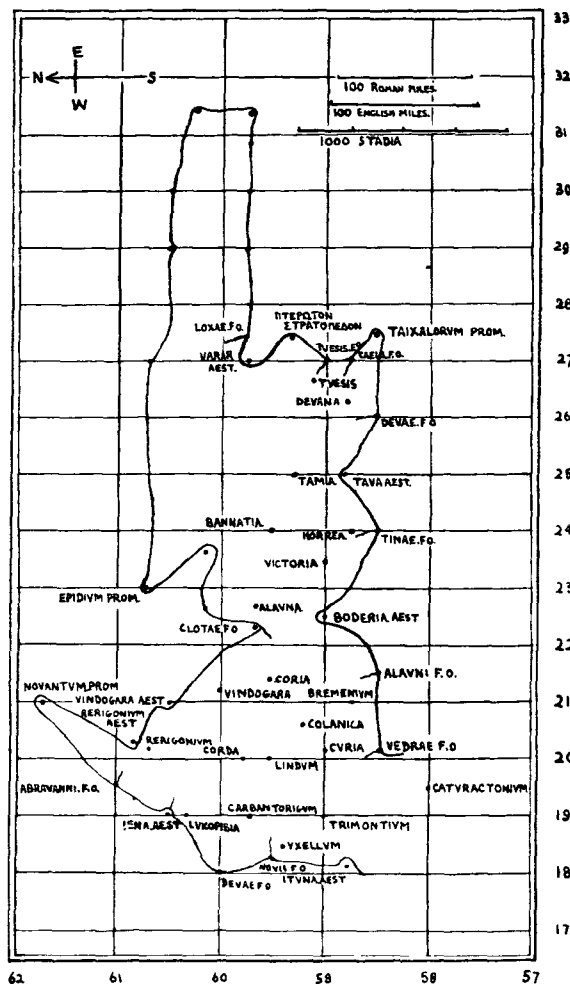 33
E
N S
W
32
100 ROMAN MILES.
100 ENGLISH MILES.
31
1000 STADIA
30
29
28
ΠΤΕΡΩΤΟΝ
ΣΤΡΑΤΟΠΕΔΟΝ
LOXAE.FO.
TAIXALORVM PROM.
VARAR
AEST.
27
TVESIS
DEVANA
26
DEVAE.FO
25
TAMIA
TAVA AEST.
BANNATIA
24
HORREA
TINAE.FO.
VICTORIA
23
EPIDIVM PROM.
ALAVNA
BODERIA AEST
CLOTAE.FO
22
CORIA
ALAVNI F.O.
NOVANTVM.PROM
VINDOGARA AEST
VINDOGARA
BREMENIVM
21
RERIGONIVM
AEST
COLANICA
RERIGONIVM
CORDA
CVRIA
VEDRAE F.O
20
LINDVM
ABRAVANNI.F.O.
CATVRACTONIVM
19
IENA.AEST
LVKOPIBIA
CARBANTORIGVM
TRIMONTIVM
VXELLVM
NOVII F.O
ITVNA.AEST
DEVAE F.O
18
17
62 61 60 59 58 57